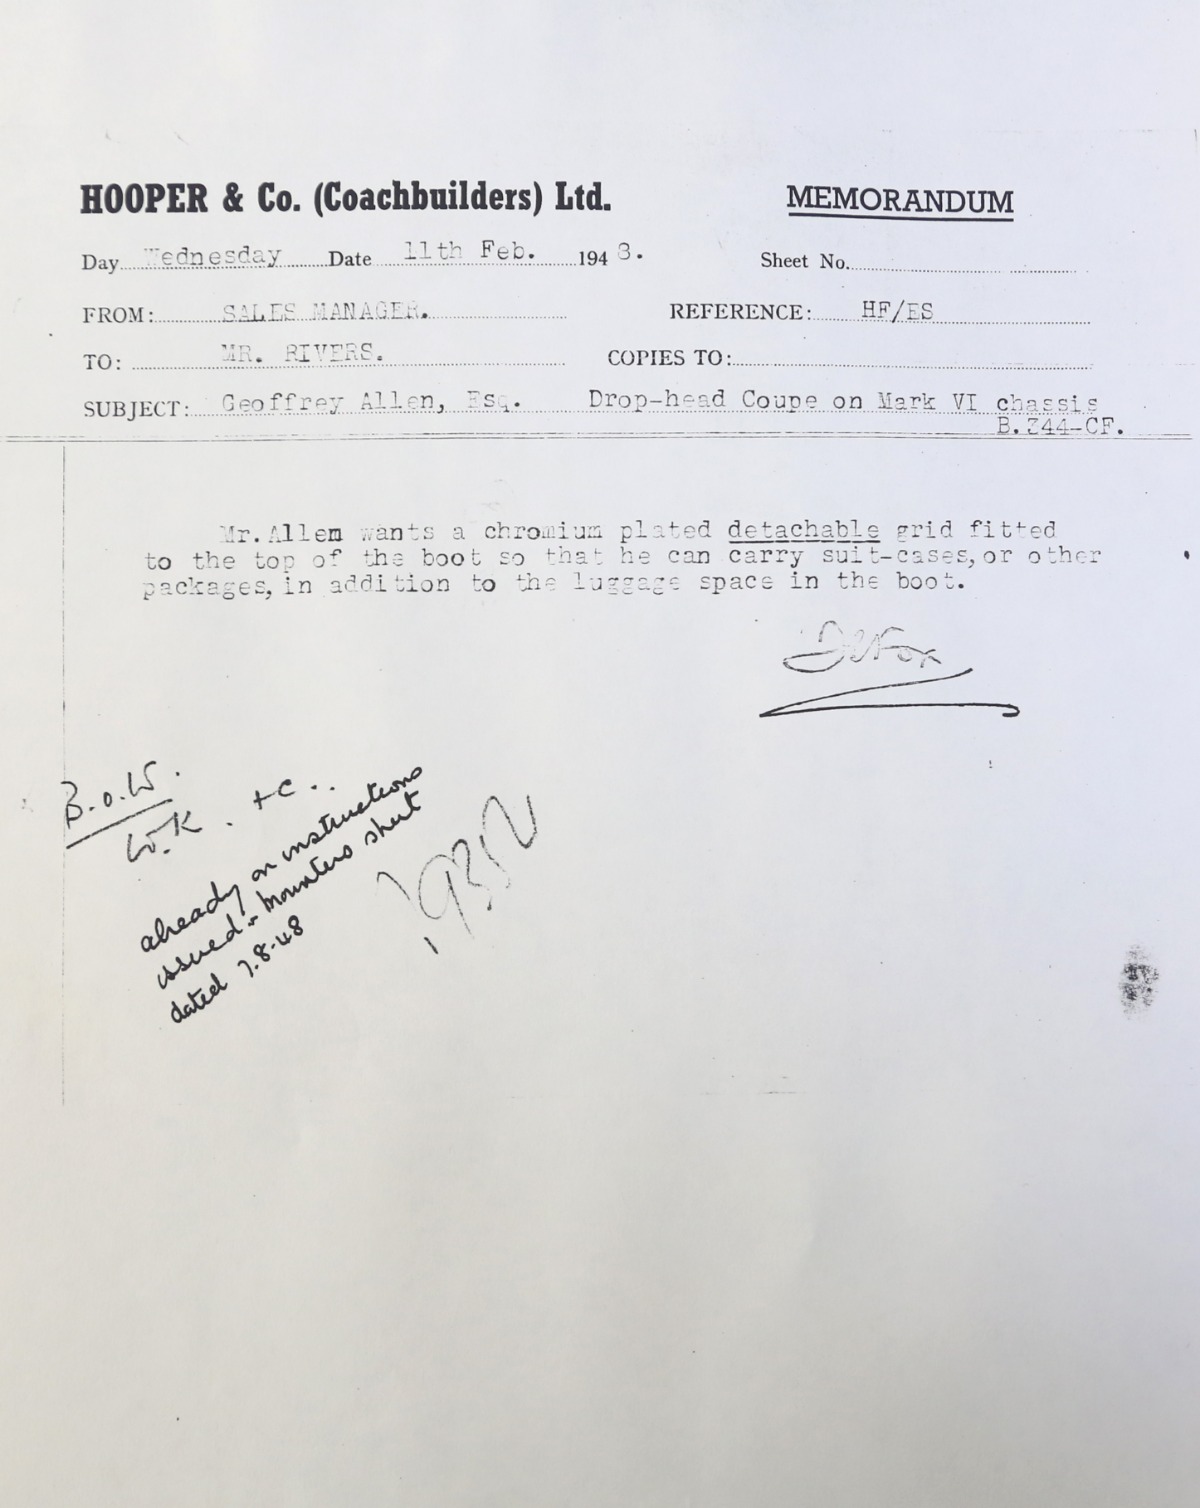 HOOPER & Co. (Coachbuilders) Ltd. MEMORANDUM
Day Wednesday Date 11th Feb. 1948. Sheet No.
FROM: SALES MANAGER. REFERENCE: HF/ES
TO: MR. RIVERS. COPIES TO:
SUBJECT: Geoffrey Allen, Esq. Drop-head Coupe on Mark VI chassis
B.344-CF.
Mr.Allen wants a chromium plated detachable grid fitted
to the top of the boot so that he can carry suit-cases, or other
packages, in addition to the luggage space in the boot.
B.o.W.
W.K. +C..
already on instructions
issued & mounters sheet
dated 7.8.48